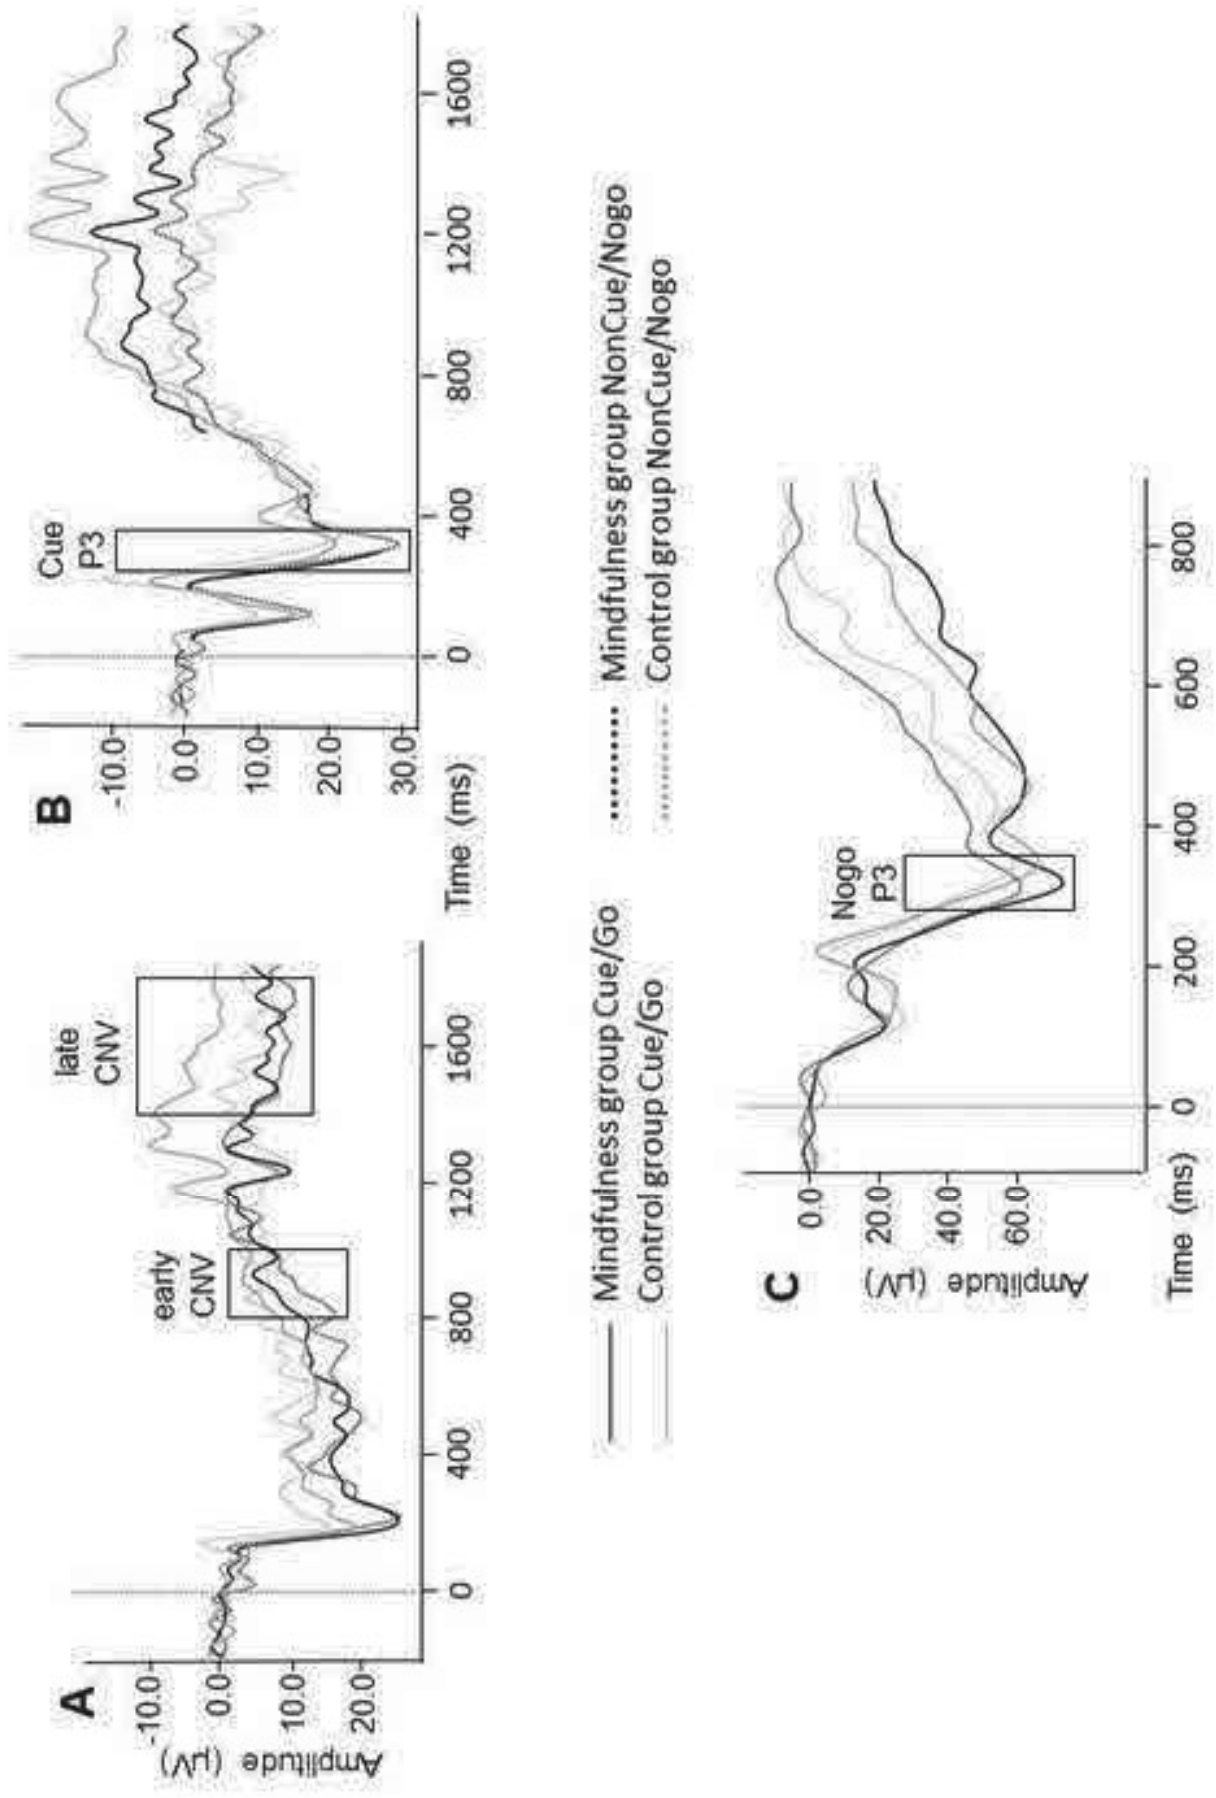 A
early
CNV
late
CNV
-10.0
0.0
10.0
20.0
Amplitude (µV)
0
400
800
1200
1600
Time (ms)
B
Cue
P3
-10.0
0.0
10.0
20.0
30.0
0
400
800
1200
1600
Mindfulness group Cue/Go
Mindfulness group NonCue/Nogo
Control group Cue/Go
Control group NonCue/Nogo
C
Nogo
P3
0.0
20.0
40.0
60.0
Amplitude (µV)
Time (ms)
0
200
400
600
800